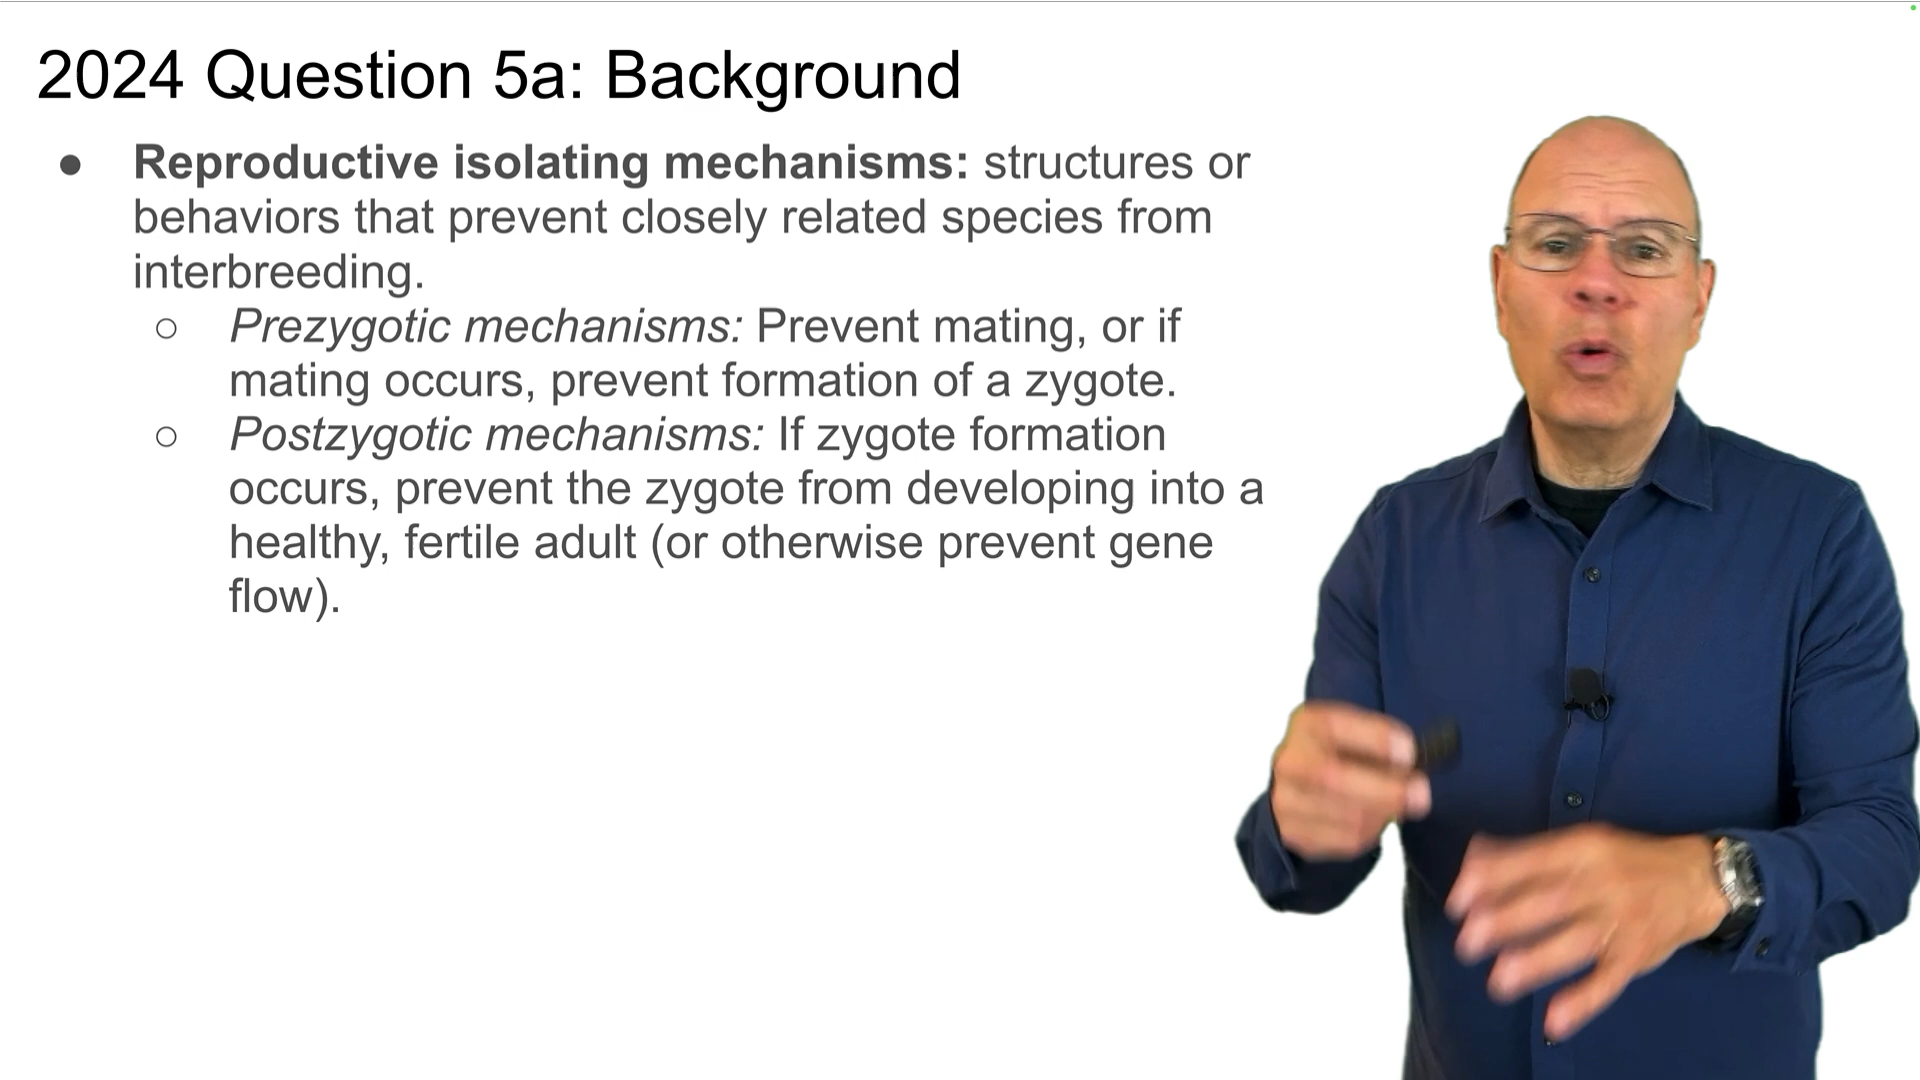 2024 Question 5a: Background
● Reproductive isolating mechanisms: structures or
behaviors that prevent closely related species from
interbreeding.
○ Prezygotic mechanisms: Prevent mating, or if
mating occurs, prevent formation of a zygote.
○ Postzygotic mechanisms: If zygote formation
occurs, prevent the zygote from developing into a
healthy, fertile adult (or otherwise prevent gene
flow).